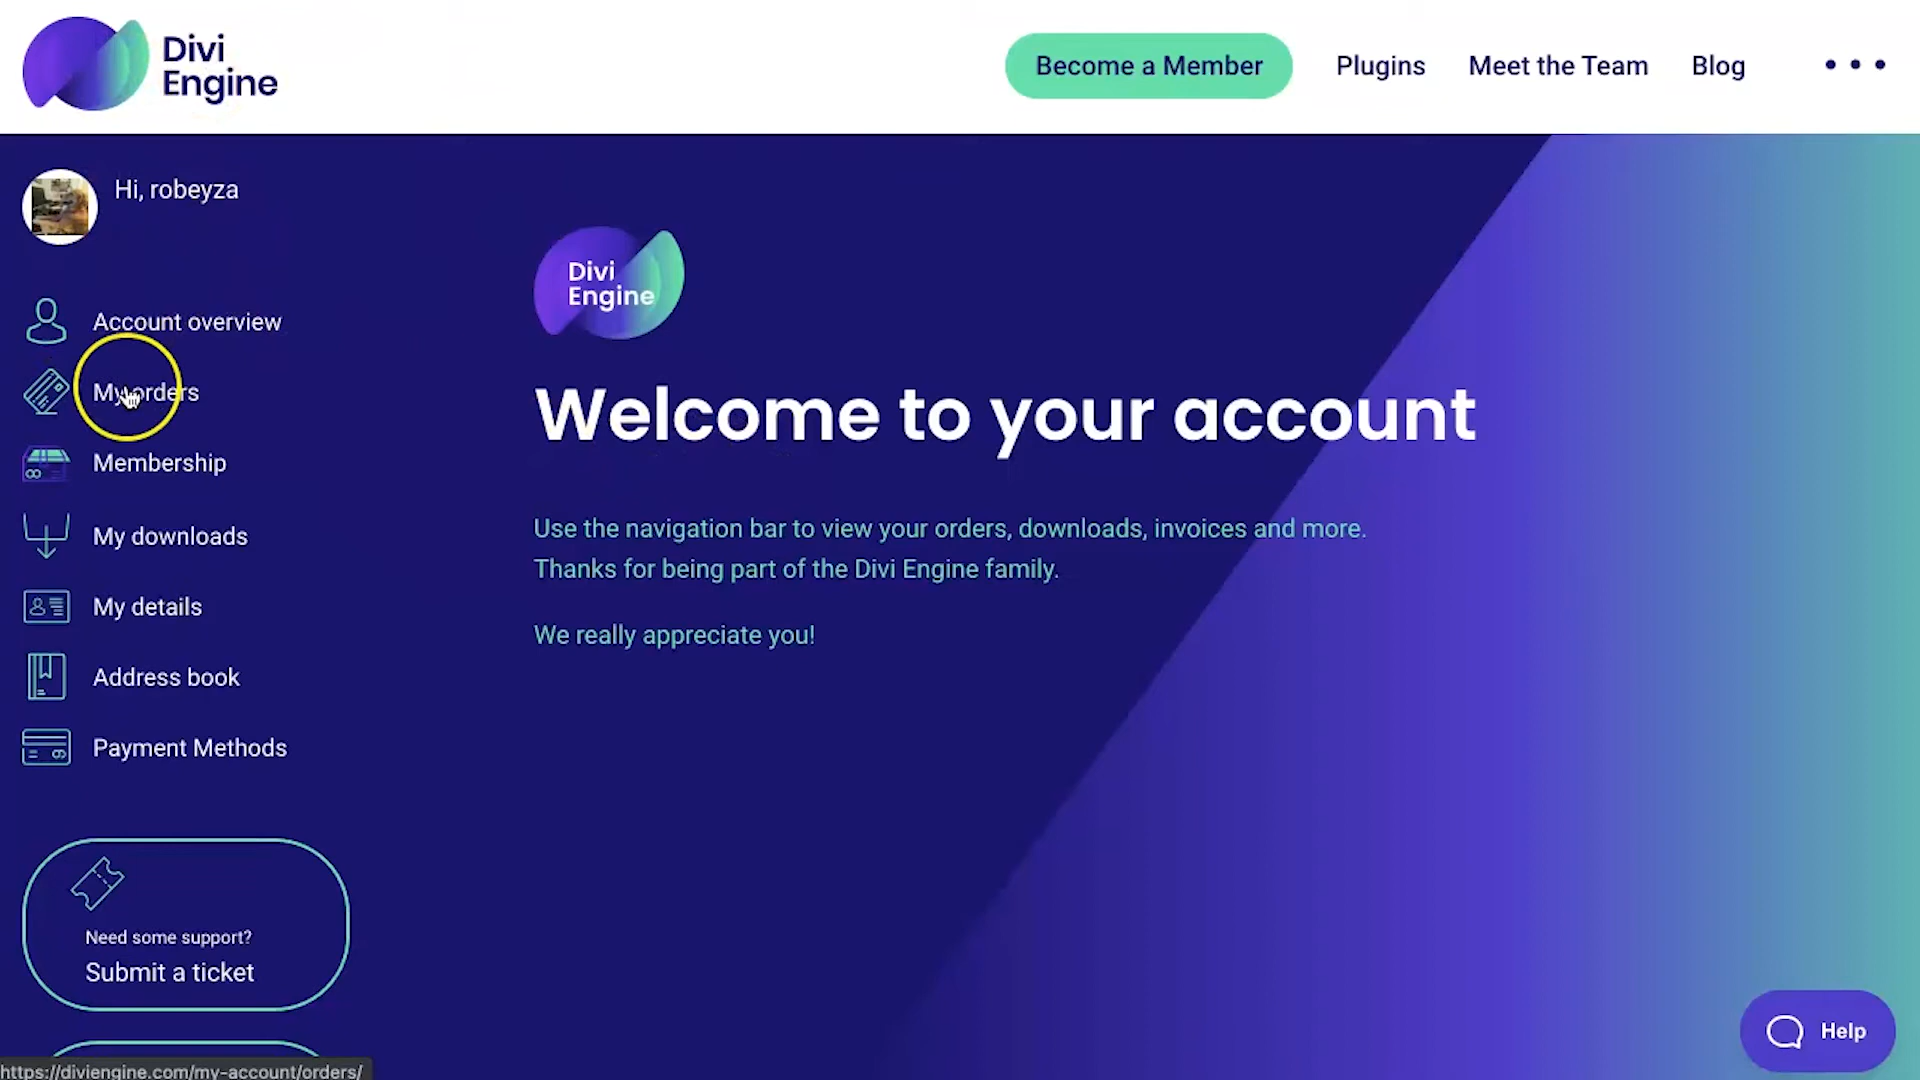 Divi
Engine
Become a Member
Plugins
Meet the Team
Blog
Hi, robeyza
Account overview
My orders
Membership
My downloads
My details
Address book
Payment Methods
Need some support?
Submit a ticket
Divi
Engine
Welcome to your account
Use the navigation bar to view your orders, downloads, invoices and more.
Thanks for being part of the Divi Engine family.
We really appreciate you!
Help
https://diviengine.com/my-account/orders/